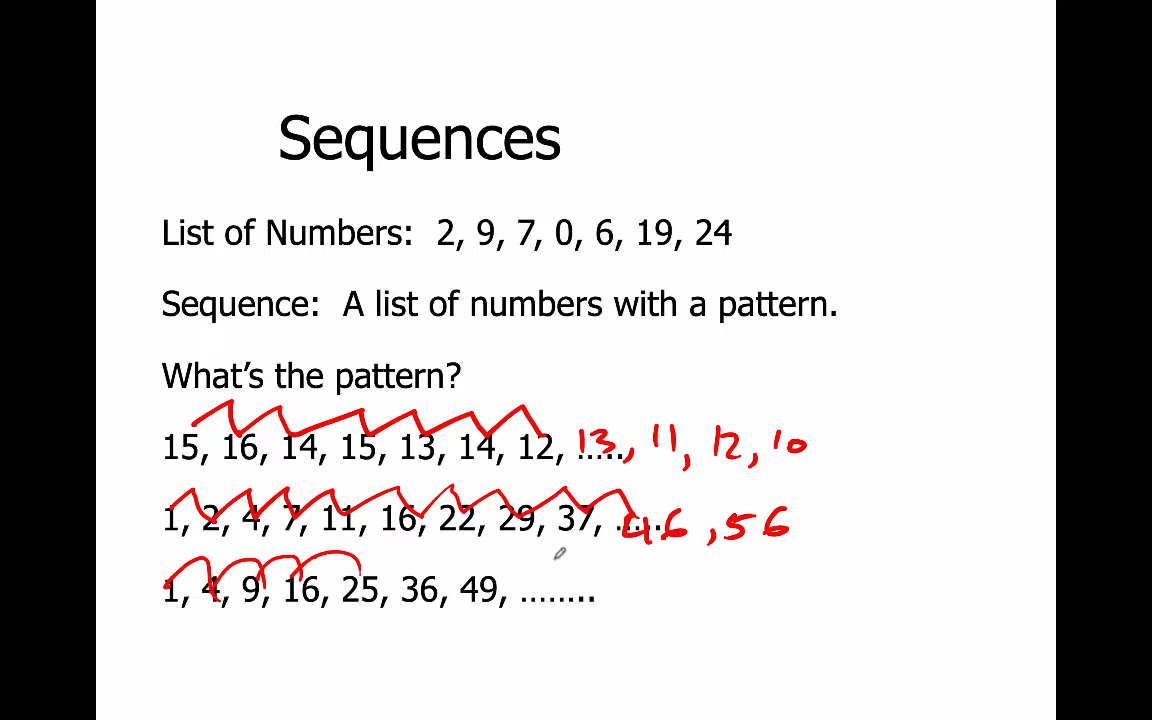 Sequences
List of Numbers: 2, 9, 7, 0, 6, 19, 24
Sequence: A list of numbers with a pattern.
What's the pattern?
15, 16, 14, 15, 13, 14, 12, ..... 13, 11, 12, 10
1, 2, 4, 7, 11, 16, 22, 29, 37, ..... 46, 56
1, 4, 9, 16, 25, 36, 49, ........